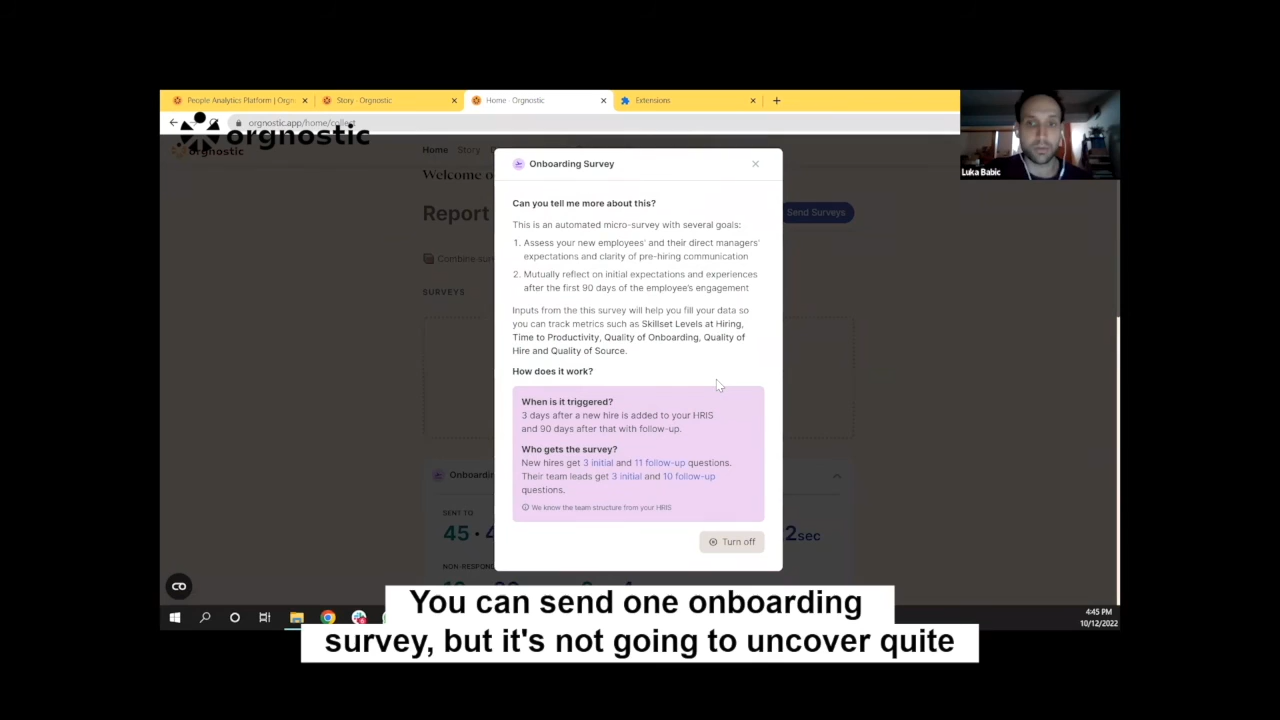 People Analytics Platform | Orgn
Story · Orgnostic
Home · Orgnostic
Extensions
orgnostic.app/home/collect
orgnostic
orgnostic
Home
Story
Luka Babic
Welcome o
Report
Send Surveys
Combine sur
SURVEYS
Onboarding Survey
Can you tell me more about this?
This is an automated micro-survey with several goals:
1. Assess your new employees' and their direct managers'
expectations and clarity of pre-hiring communication
2. Mutually reflect on initial expectations and experiences
after the first 90 days of the employee's engagement
Inputs from the this survey will help you fill your data so
you can track metrics such as Skillset Levels at Hiring,
Time to Productivity, Quality of Onboarding, Quality of
Hire and Quality of Source.
How does it work?
When is it triggered?
3 days after a new hire is added to your HRIS
and 90 days after that with follow-up.
Who gets the survey?
New hires get 3 initial and 11 follow-up questions.
Their team leads get 3 initial and 10 follow-up
questions.
We know the team structure from your HRIS
Turn off
Onboarding
SENT TO
45 · 4
2sec
NON-RESPOND
4:45 PM
10/12/2022
You can send one onboarding
survey, but it's not going to uncover quite